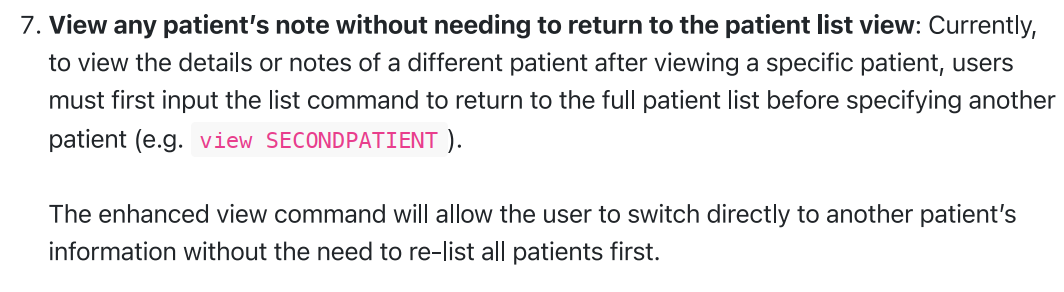 7. View any patient’s note without needing to return to the patient list view: Currently,
to view the details or notes of a different patient after viewing a specific patient, users
must first input the list command to return to the full patient list before specifying another
patient (e.g. view SECONDPATIENT ).
The enhanced view command will allow the user to switch directly to another patient’s
information without the need to re-list all patients first.